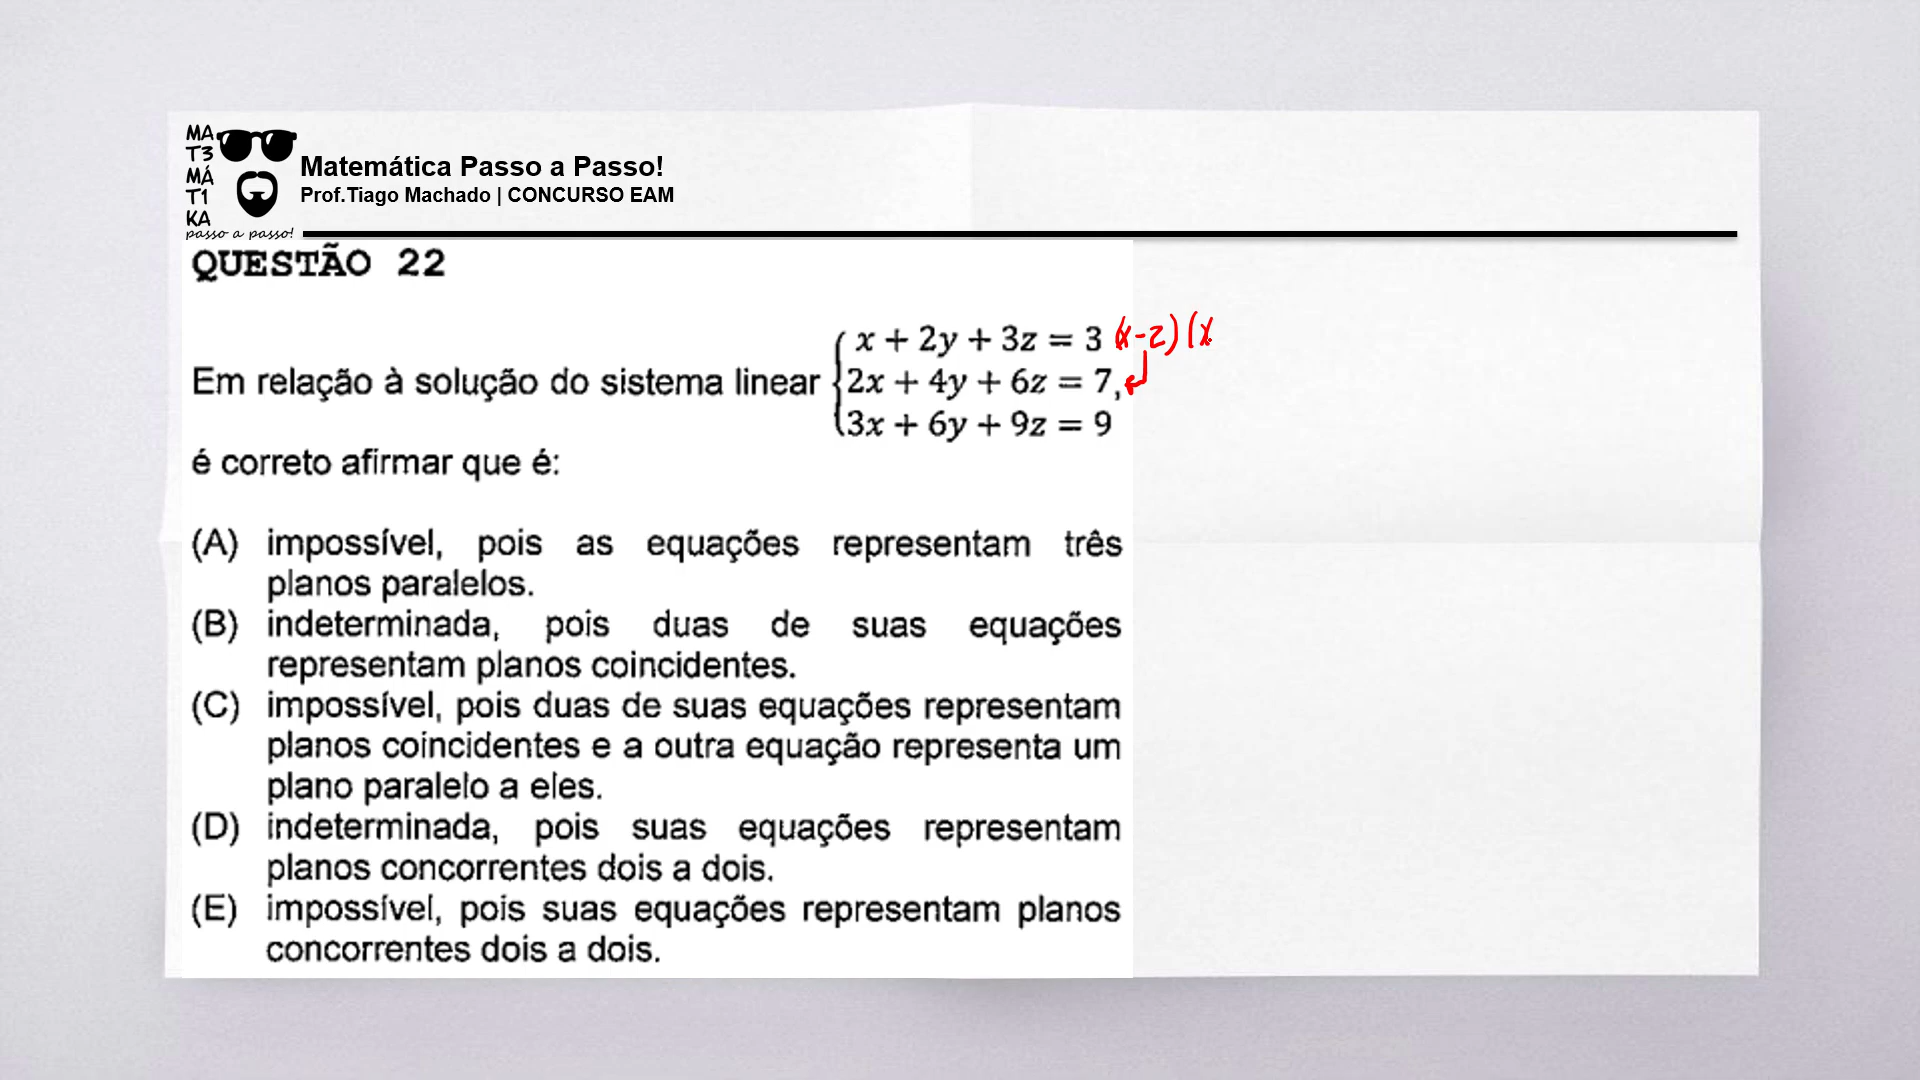 MA
T3
MÁ
T1
KA
passo a passo!
Matemática Passo a Passo!
Prof.Tiago Machado | CONCURSO EAM
QUESTÃO 22
x + 2y + 3z = 3 (x-2) (x
Em relação à solução do sistema linear 2x + 4y + 6z = 7,
3x + 6y + 9z = 9
é correto afirmar que é:
(A) impossível, pois as equações representam três
planos paralelos.
(B) indeterminada, pois duas de suas equações
representam planos coincidentes.
(C) impossível, pois duas de suas equações representam
planos coincidentes e a outra equação representa um
plano paralelo a eles.
(D) indeterminada, pois suas equações representam
planos concorrentes dois a dois.
(E) impossível, pois suas equações representam planos
concorrentes dois a dois.